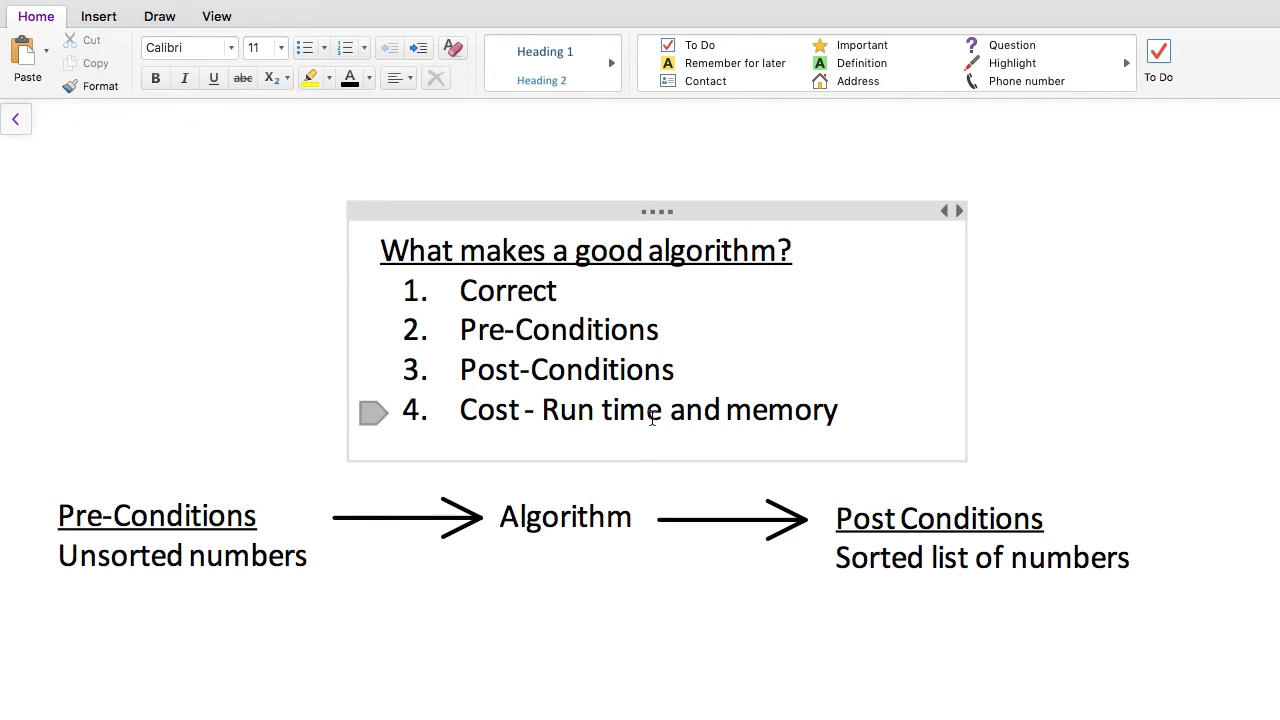 Home Insert Draw View
Cut
Copy
Paste
Format
Calibri 11
B I U abc X₂ A
Heading 1
Heading 2
To Do
Remember for later
Contact
Important
Definition
Address
Question
Highlight
Phone number
To Do
What makes a good algorithm?
1. Correct
2. Pre-Conditions
3. Post-Conditions
4. Cost - Run time and memory
Pre-Conditions
Unsorted numbers
Algorithm
Post Conditions
Sorted list of numbers